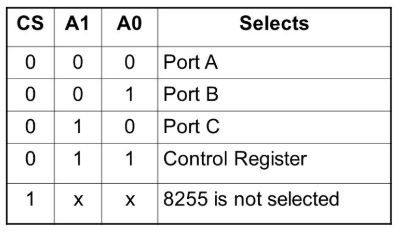 CS A1 A0 Selects
0 0 0 Port A
0 0 1 Port B
0 1 0 Port C
0 1 1 Control Register
1 x x 8255 is not selected